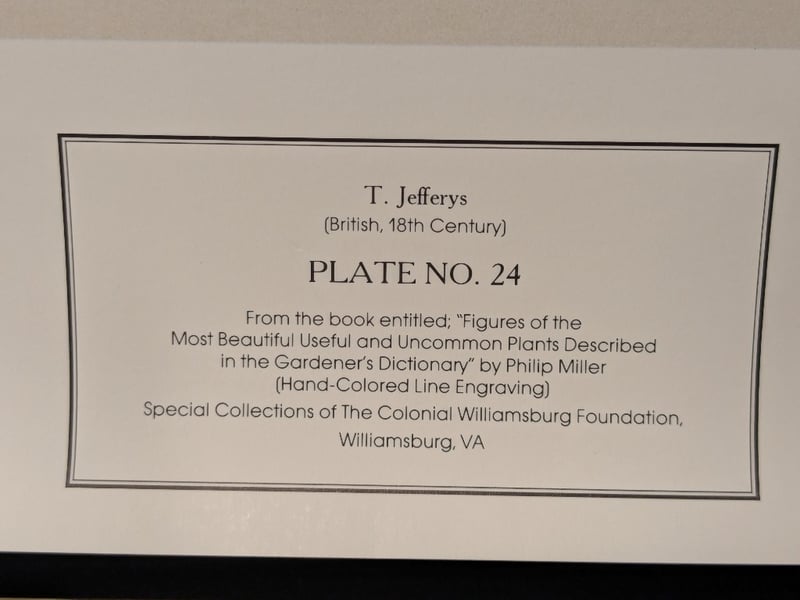 T. Jefferys
(British, 18th Century)
PLATE NO. 24
From the book entitled; "Figures of the
Most Beautiful Useful and Uncommon Plants Described
in the Gardener's Dictionary" by Philip Miller
(Hand-Colored Line Engraving)
Special Collections of The Colonial Williamsburg Foundation,
Williamsburg, VA